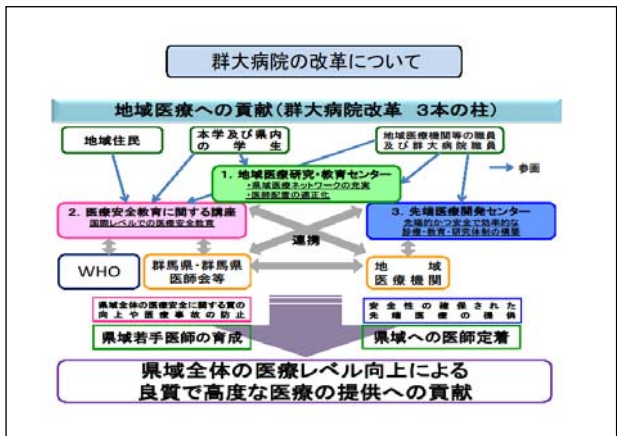 群大病院の改革について
地域医療への貢献(群大病院改革 3本の柱)
地域住民
本学及び県内
の学生
地域医療機関等の職員
及び群大病院職員
参画
1. 地域医療研究・教育センター
・県域医療ネットワークの充実
・医師配置の適正化
2. 医療安全教育に関する講座
国際レベルでの医療安全教育
3. 先端医療開発センター
先端的かつ安全で効率的な
診療・教育・研究体制の構築
連携
WHO
群馬県・群馬県
医師会等
地域
医療機関
県域全体の医療安全に関する質の
向上や医療事故の防止
安全性の確保された
先端医療の提供
県域若手医師の育成
県域への医師定着
県域全体の医療レベル向上による
良質で高度な医療の提供への貢献